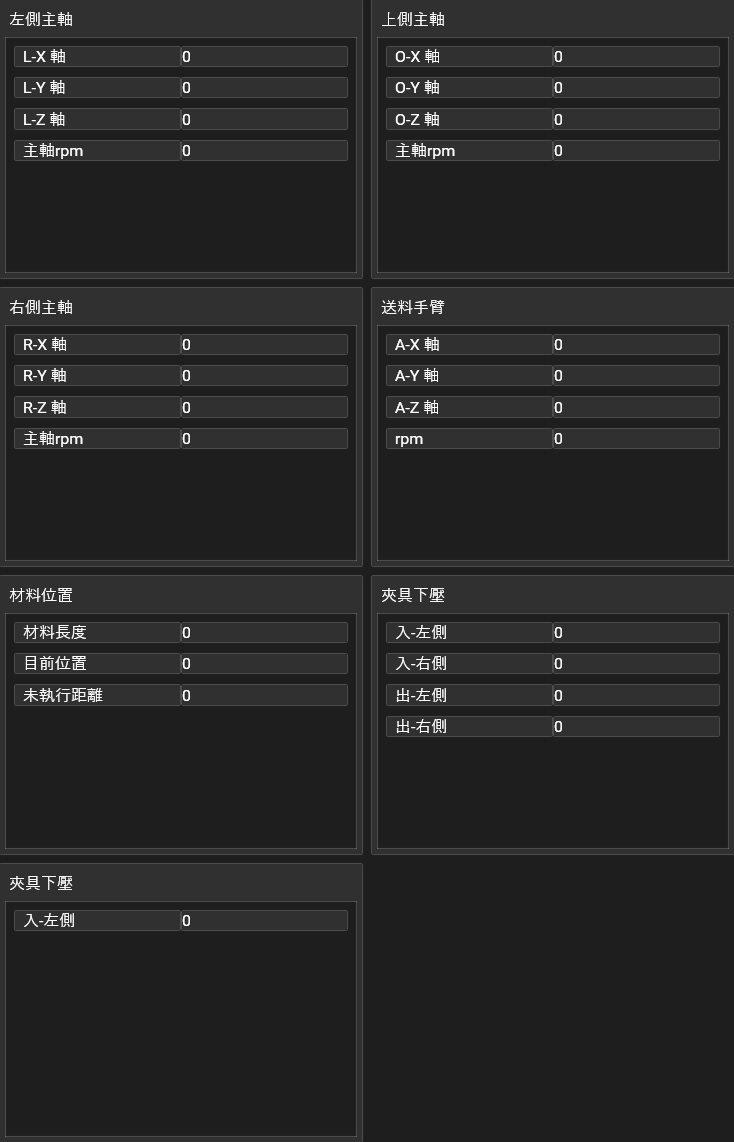 左側主軸
L-X 軸 0
L-Y 軸 0
L-Z 軸 0
主軸rpm 0
上側主軸
O-X 軸 0
O-Y 軸 0
O-Z 軸 0
主軸rpm 0
右側主軸
R-X 軸 0
R-Y 軸 0
R-Z 軸 0
主軸rpm 0
送料手臂
A-X 軸 0
A-Y 軸 0
A-Z 軸 0
rpm 0
材料位置
材料長度 0
目前位置 0
未執行距離 0
夾具下壓
入-左側 0
入-右側 0
出-左側 0
出-右側 0
夾具下壓
入-左側 0